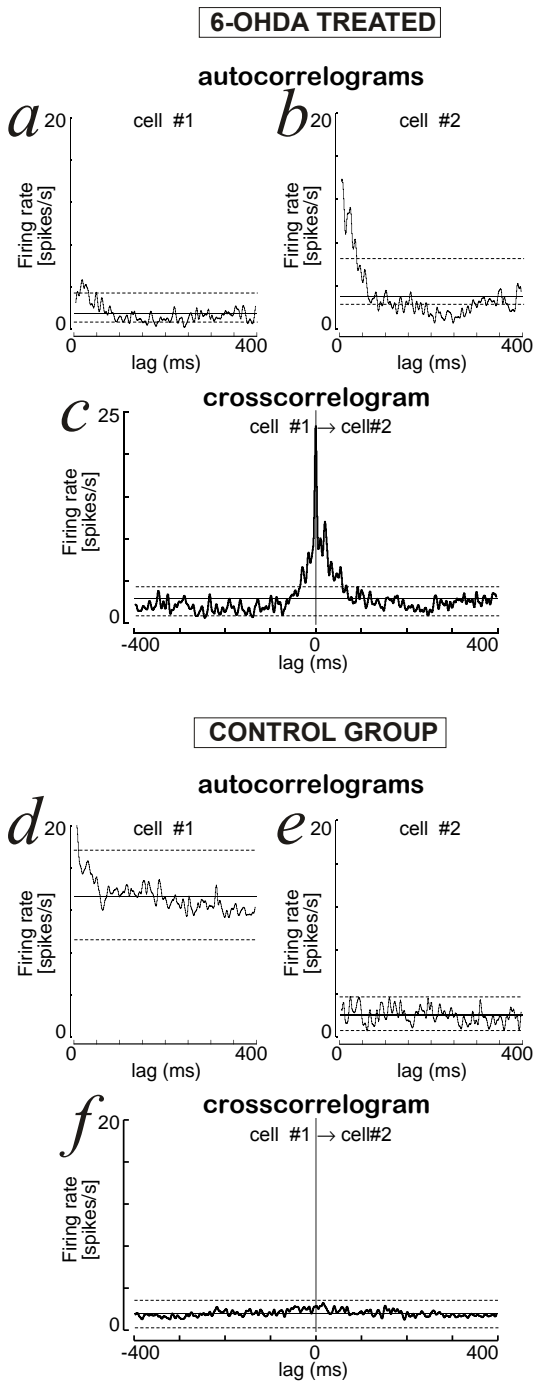 6-OHDA TREATED
autocorrelograms
a
cell #1
20
Firing rate
[spikes/s]
0
0
400
lag (ms)
b
cell #2
20
Firing rate
[spikes/s]
0
0
400
lag (ms)
crosscorrelogram
c
cell #1 → cell#2
25
Firing rate
[spikes/s]
0
-400
0
400
lag (ms)
CONTROL GROUP
autocorrelograms
d
cell #1
20
Firing rate
[spikes/s]
0
0
400
lag (ms)
e
cell #2
20
Firing rate
[spikes/s]
0
0
400
lag (ms)
crosscorrelogram
f
cell #1 → cell#2
20
Firing rate
[spikes/s]
0
-400
0
400
lag (ms)